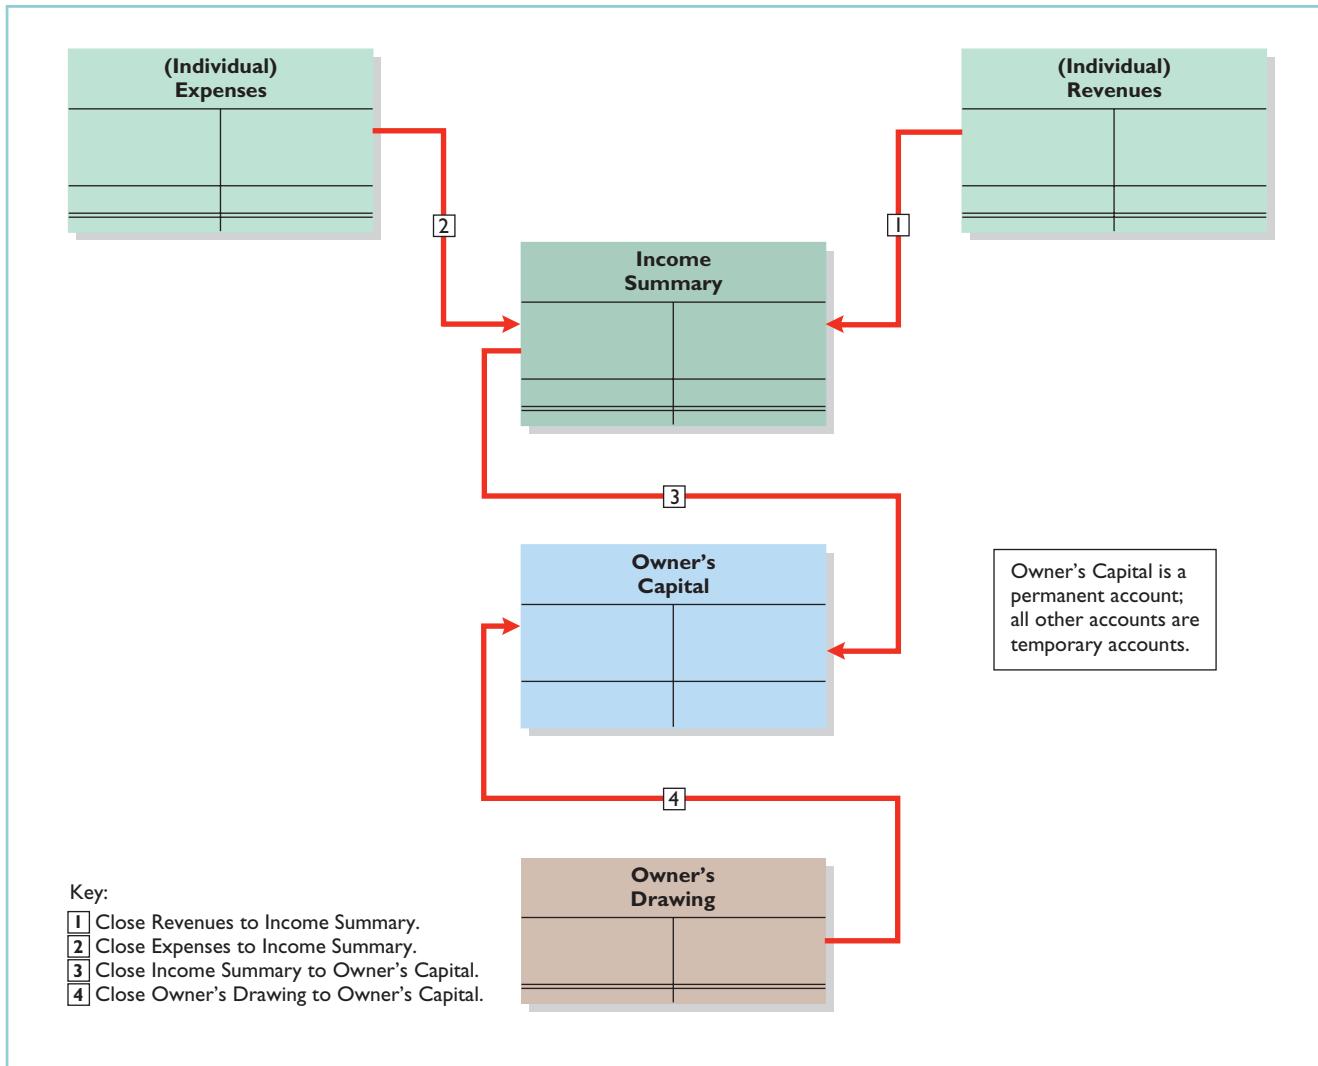 (Individual)
Expenses
(Individual)
Revenues
2
1
Income
Summary
3
Owner's
Capital
Owner's Capital is a
permanent account;
all other accounts are
temporary accounts.
4
Owner's
Drawing
Key:
1 Close Revenues to Income Summary.
2 Close Expenses to Income Summary.
3 Close Income Summary to Owner's Capital.
4 Close Owner's Drawing to Owner's Capital.